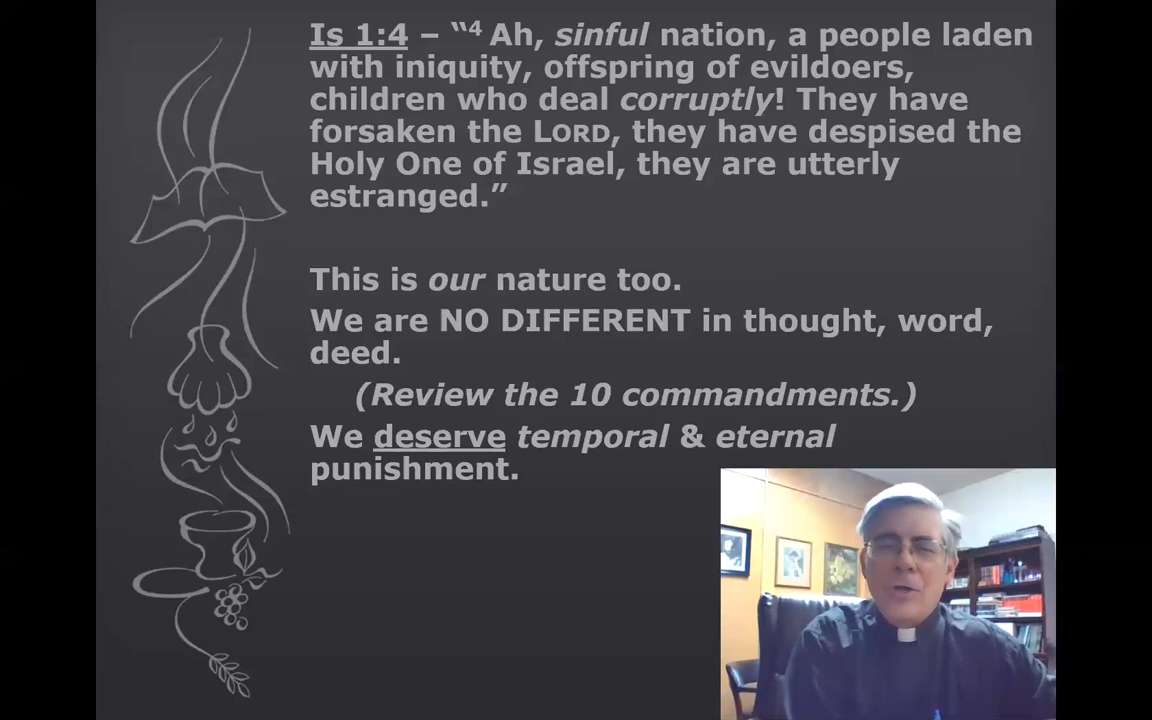 Is 1:4 – “4 Ah, sinful nation, a people laden
with iniquity, offspring of evildoers,
children who deal corruptly! They have
forsaken the LORD, they have despised the
Holy One of Israel, they are utterly
estranged.”
This is our nature too.
We are NO DIFFERENT in thought, word,
deed.
(Review the 10 commandments.)
We deserve temporal & eternal
punishment.